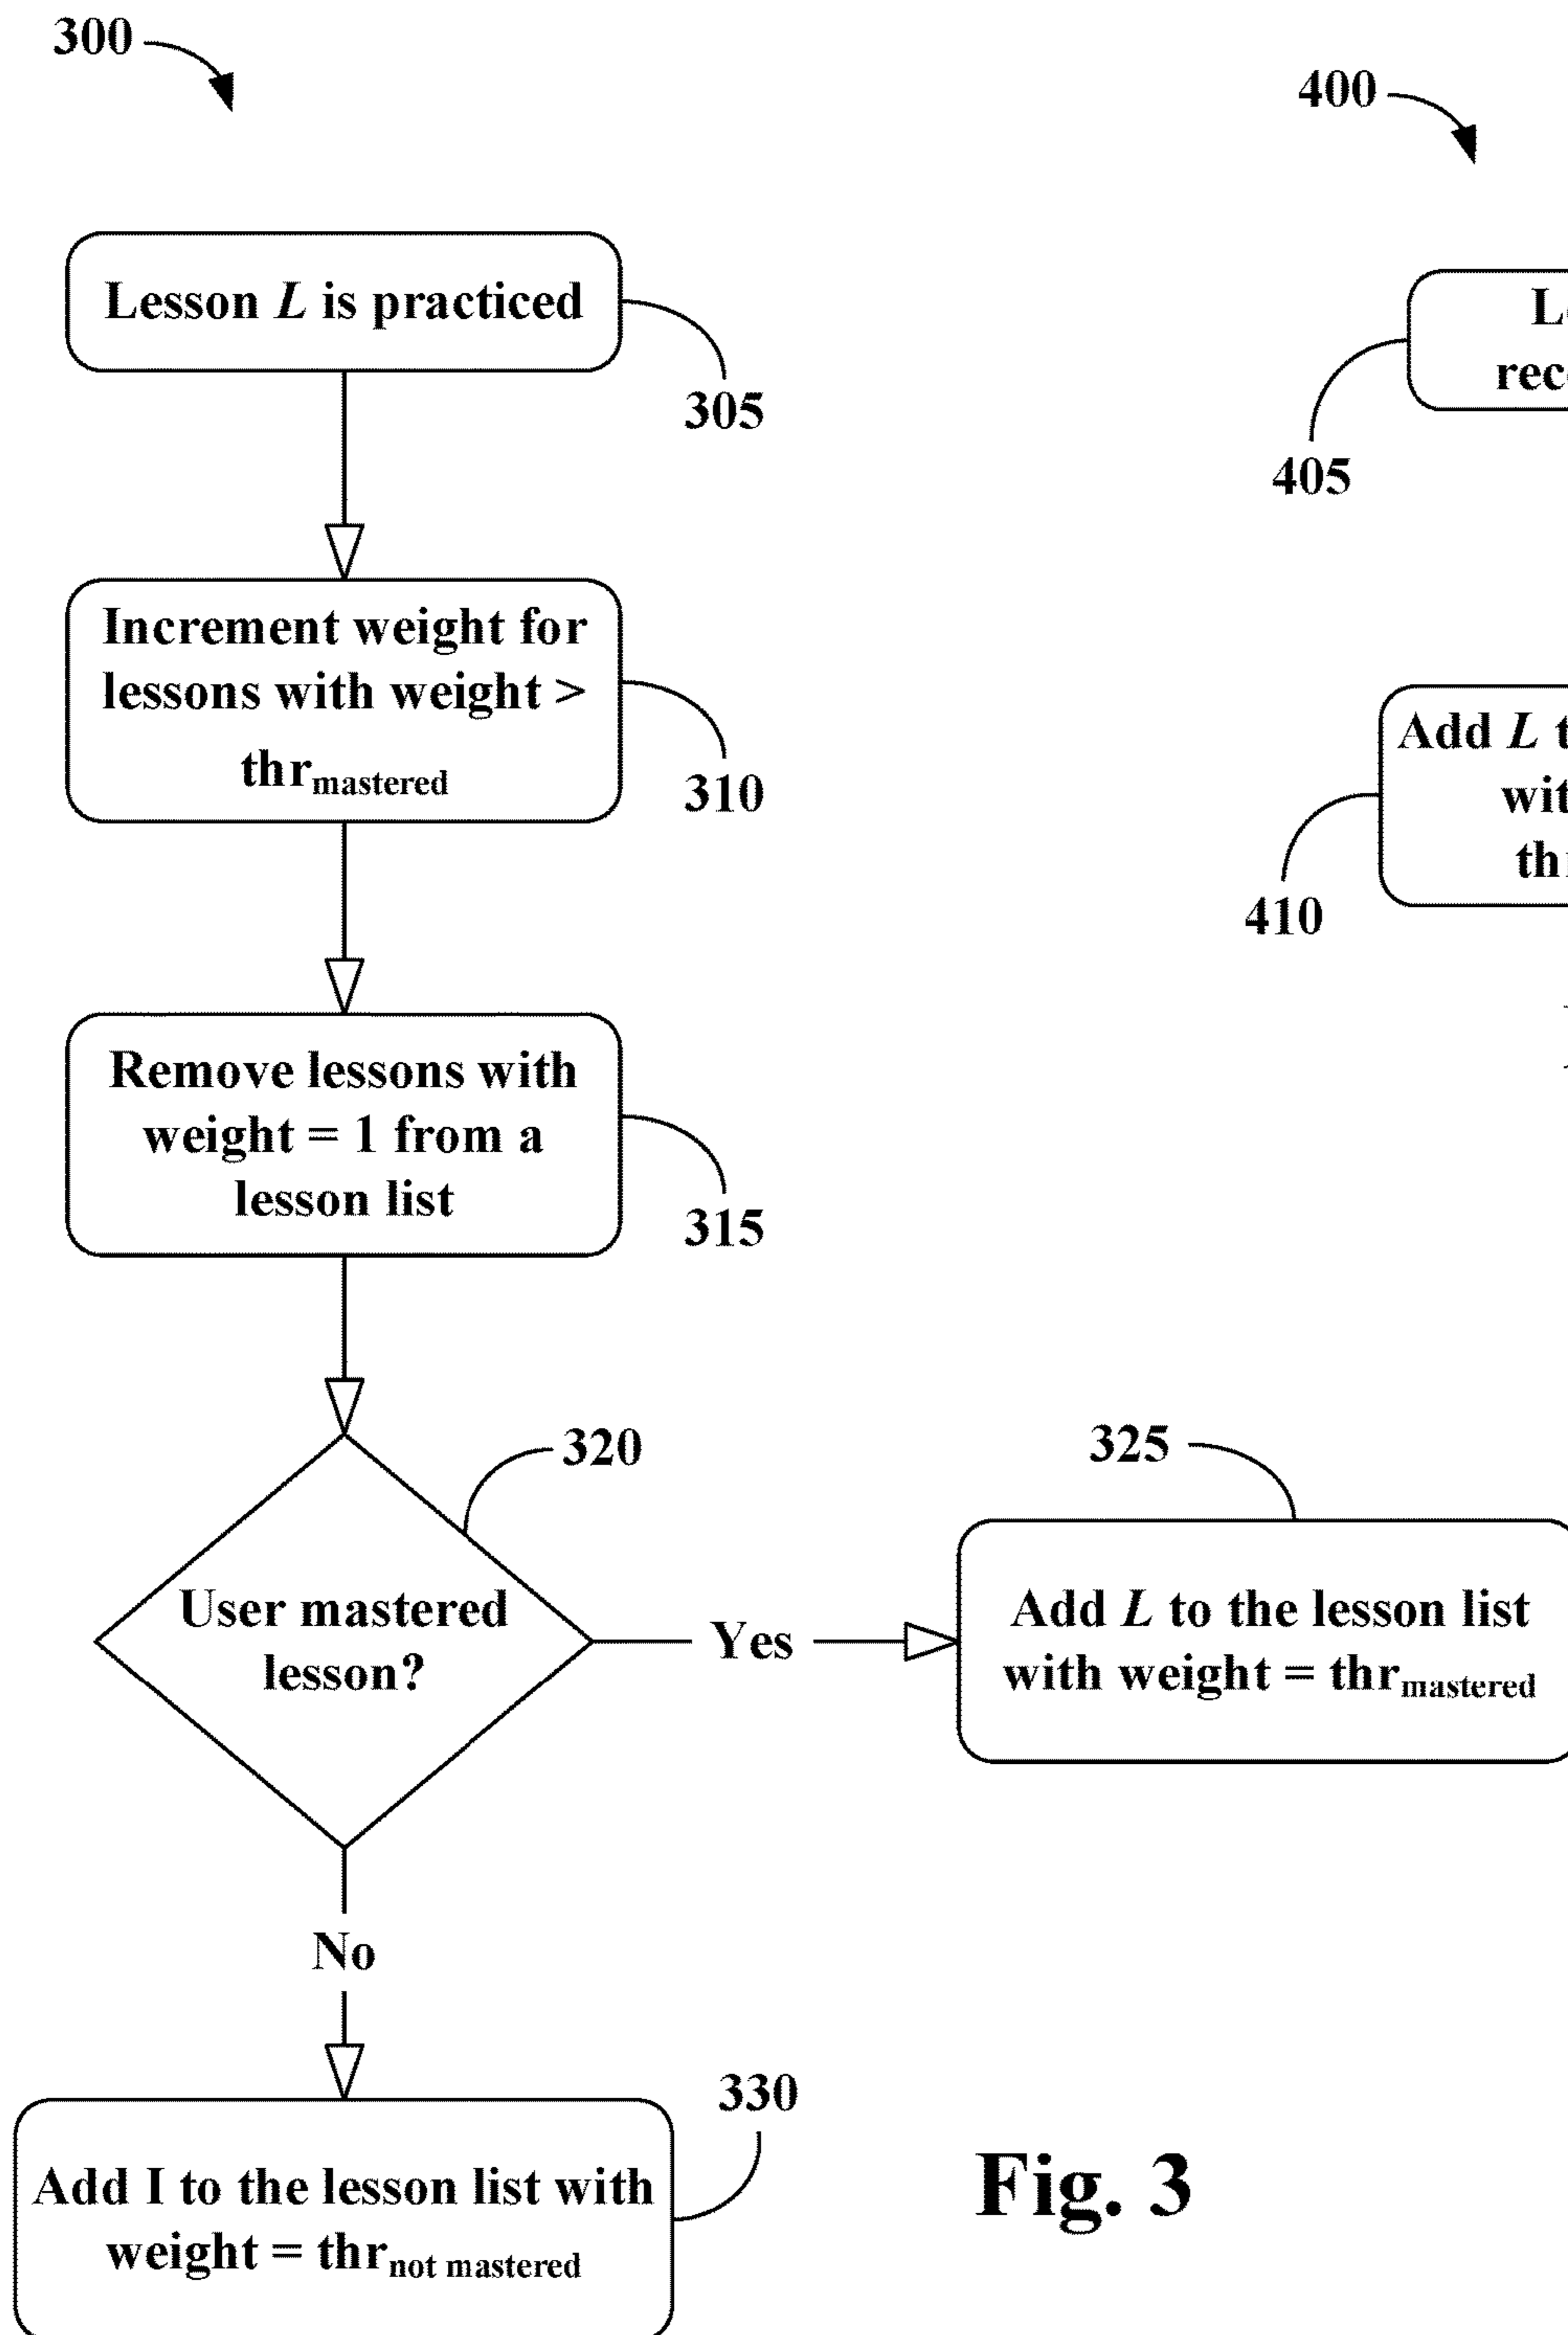 300
Lesson L is practiced
305
Increment weight for
lessons with weight >
thrmastered
310
Remove lessons with
weight = 1 from a
lesson list
315
320
User mastered
lesson?
Yes
325
Add L to the lesson list
with weight = thrmastered
No
330
Add I to the lesson list with
weight = thrnot mastered
Fig. 3
400
405
410
Add L